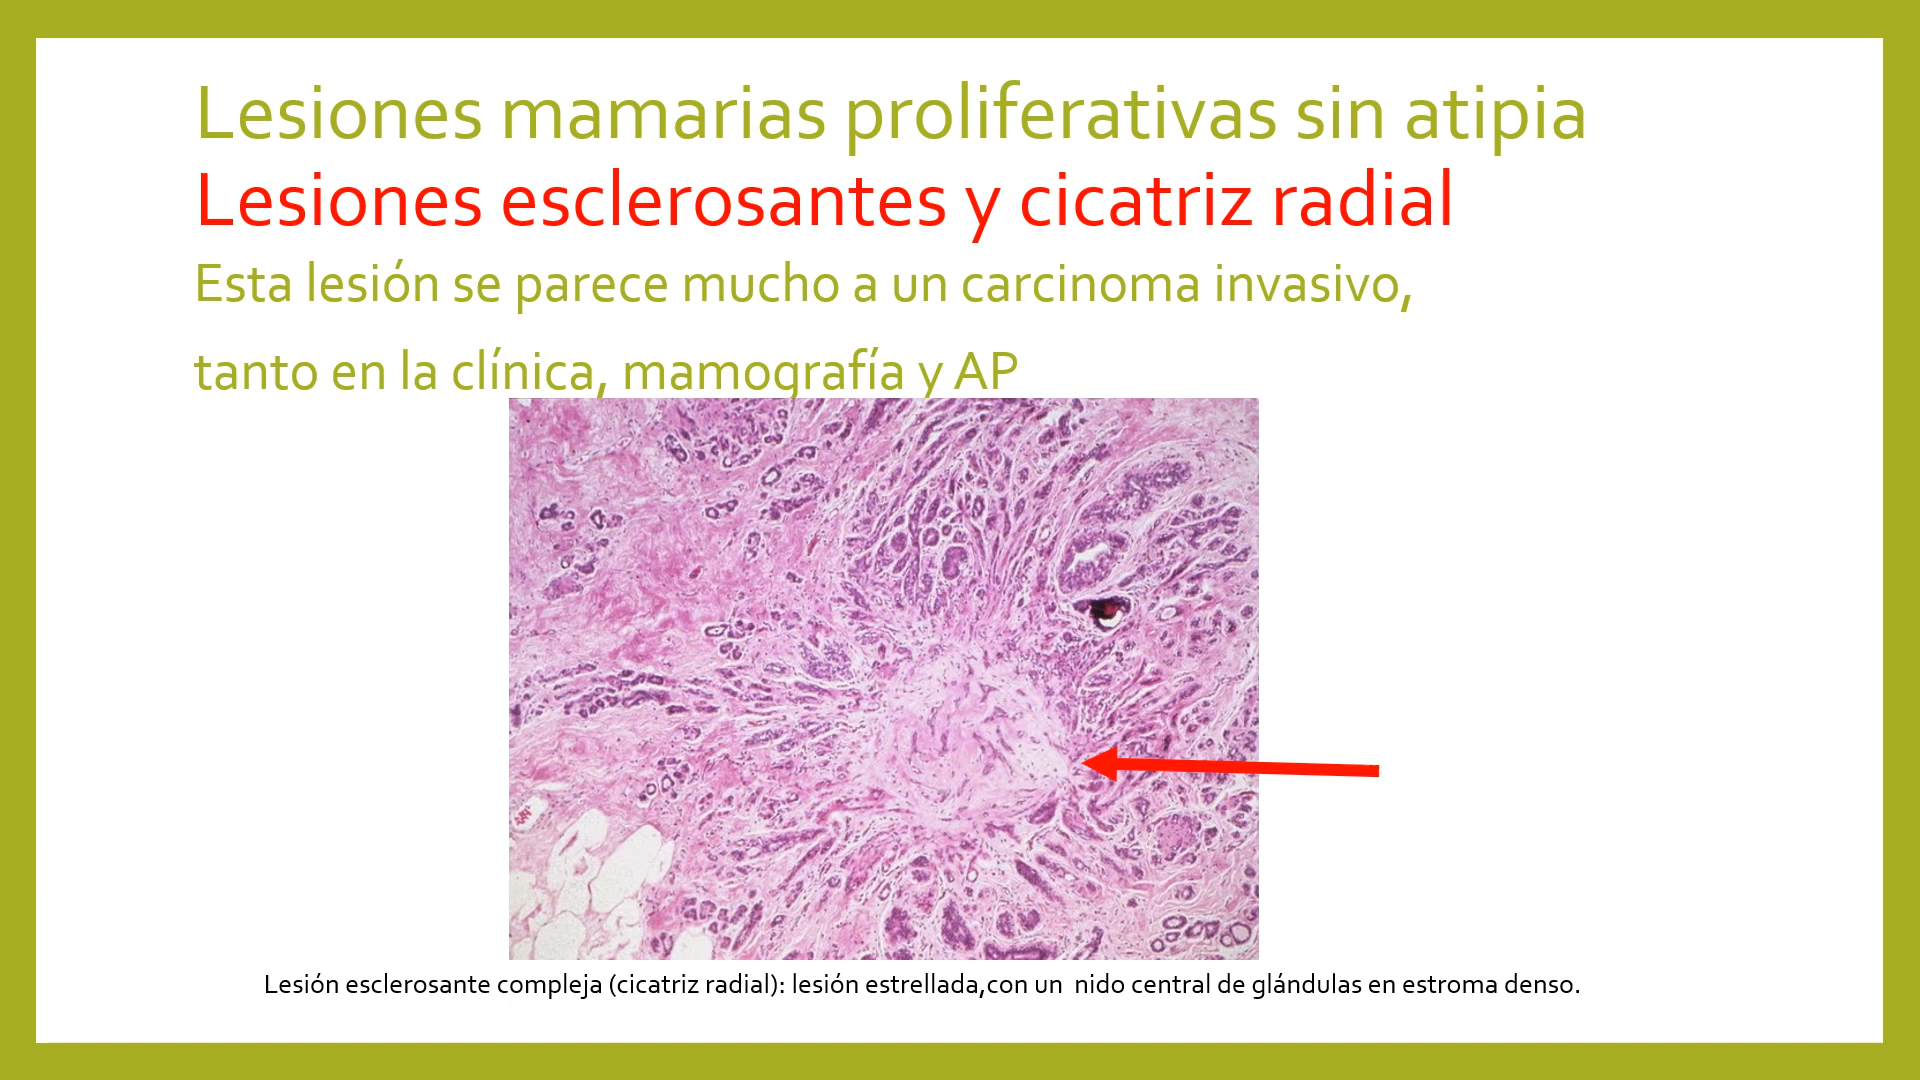 Lesiones mamarias proliferativas sin atipia
Lesiones esclerosantes y cicatriz radial
Esta lesión se parece mucho a un carcinoma invasivo,
tanto en la clínica, mamografía y AP
Lesión esclerosante compleja (cicatriz radial): lesión estrellada,con un  nido central de glándulas en estroma denso.